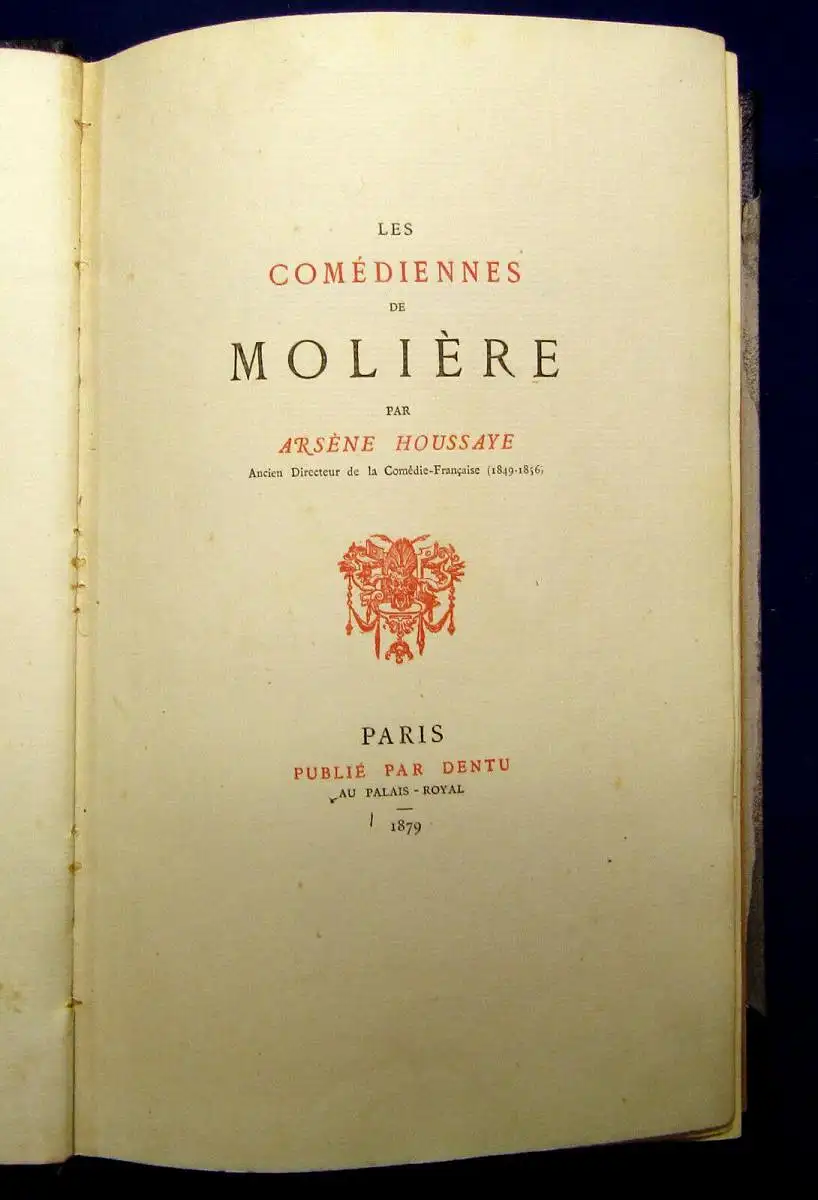 LES
COMÉDIENNES
DE
MOLIÈRE
PAR
ARSÈNE HOUSSAYE
Ancien Directeur de la Comédie-Française (1849-1856)
PARIS
PUBLIÉ PAR DENTU
AU PALAIS-ROYAL
1879